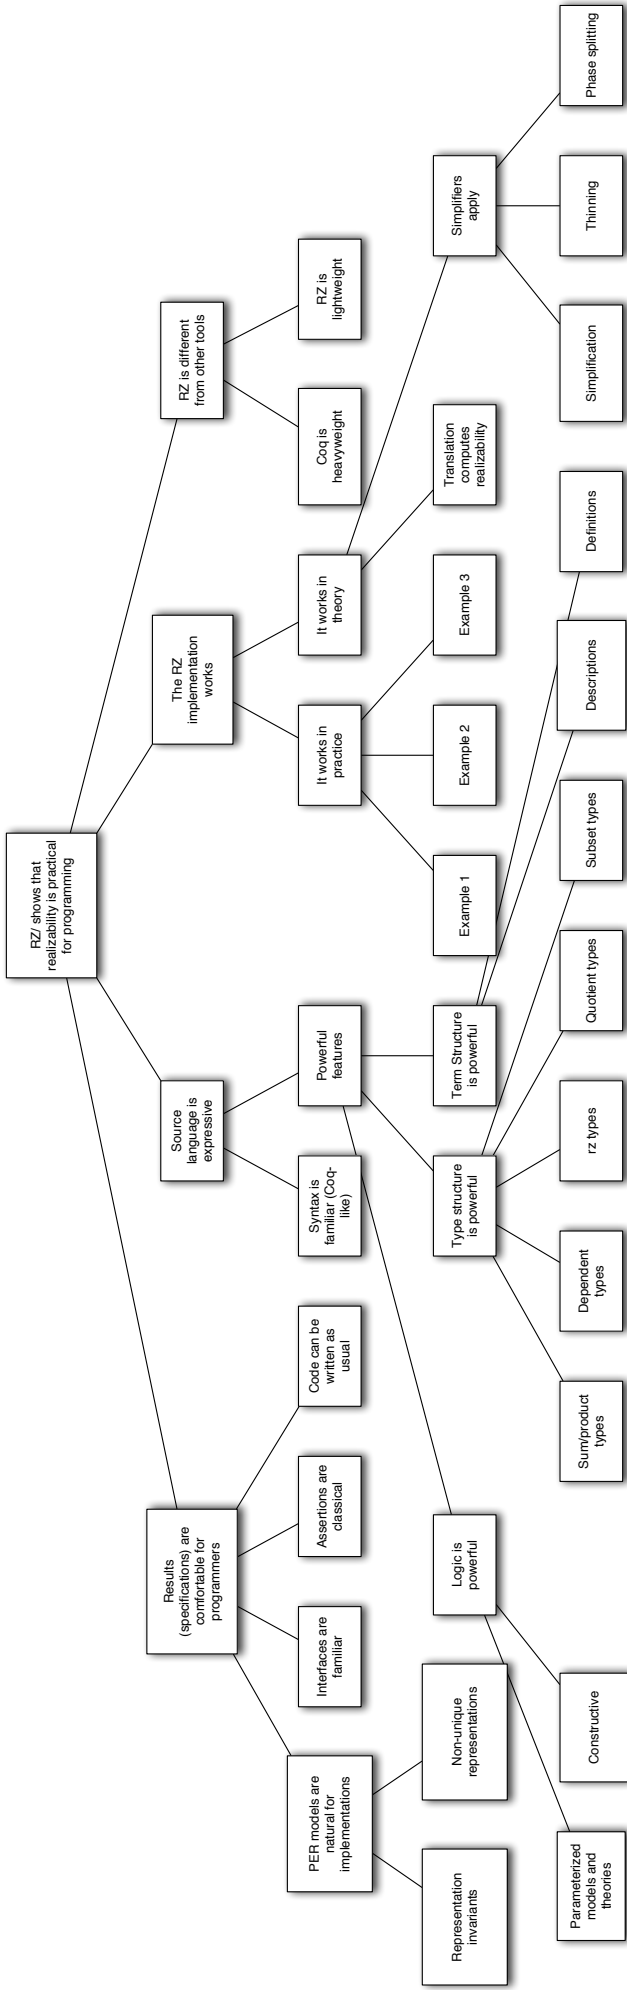 RZ/ shows that
realizability is practical
for programming
Results
(specifications) are
comfortable for
programmers
Source
language is
expressive
The RZ
implementation
works
RZ is different
from other tools
PER models are
natural for
implementations
Interfaces are
familiar
Assertions are
classical
Code can be
written as
usual
Syntax is
familiar (Coq-
like)
Powerful
features
It works in
practice
It works in
theory
Coq is
heavyweight
RZ is
lightweight
Representation
invariants
Non-unique
representations
Logic is
powerful
Type structure
is powerful
Term Structure
is powerful
Example 1
Example 2
Example 3
Translation
computes
realizability
Simplifiers
apply
Parameterized
models and
theories
Constructive
Sum/product
types
Dependent
types
rz types
Quotient types
Subset types
Descriptions
Definitions
Simplification
Thinning
Phase splitting